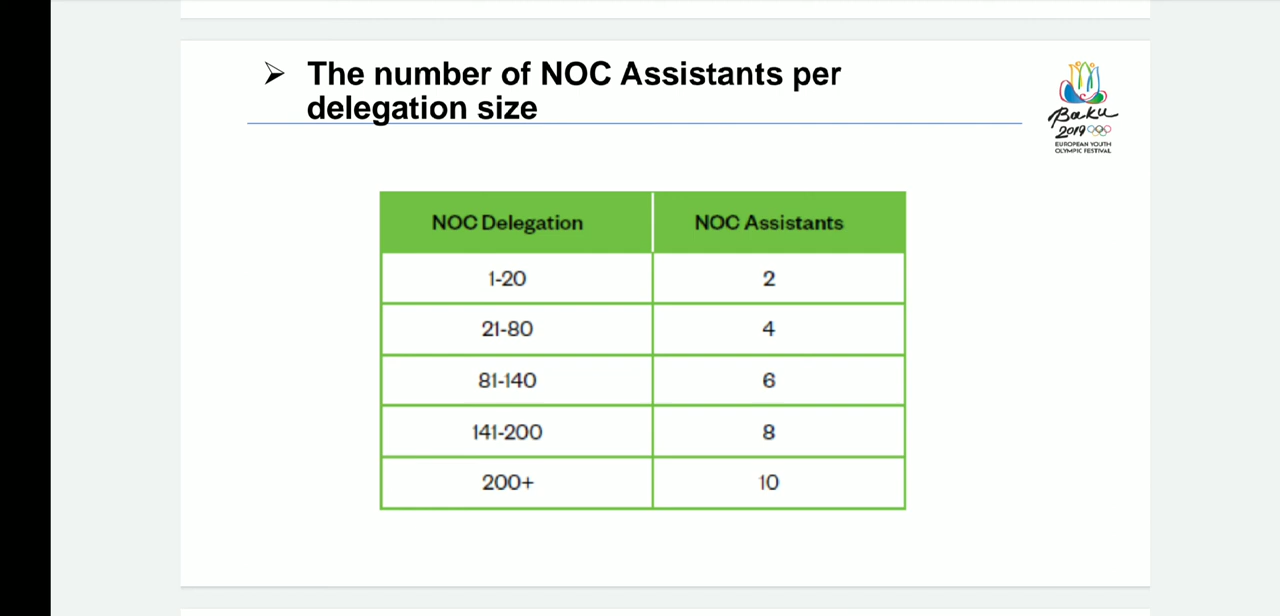 ➢ The number of NOC Assistants per
delegation size
Baku
2019
EUROPEAN YOUTH
OLYMPIC FESTIVAL
NOC Delegation NOC Assistants
1-20 2
21-80 4
81-140 6
141-200 8
200+ 10